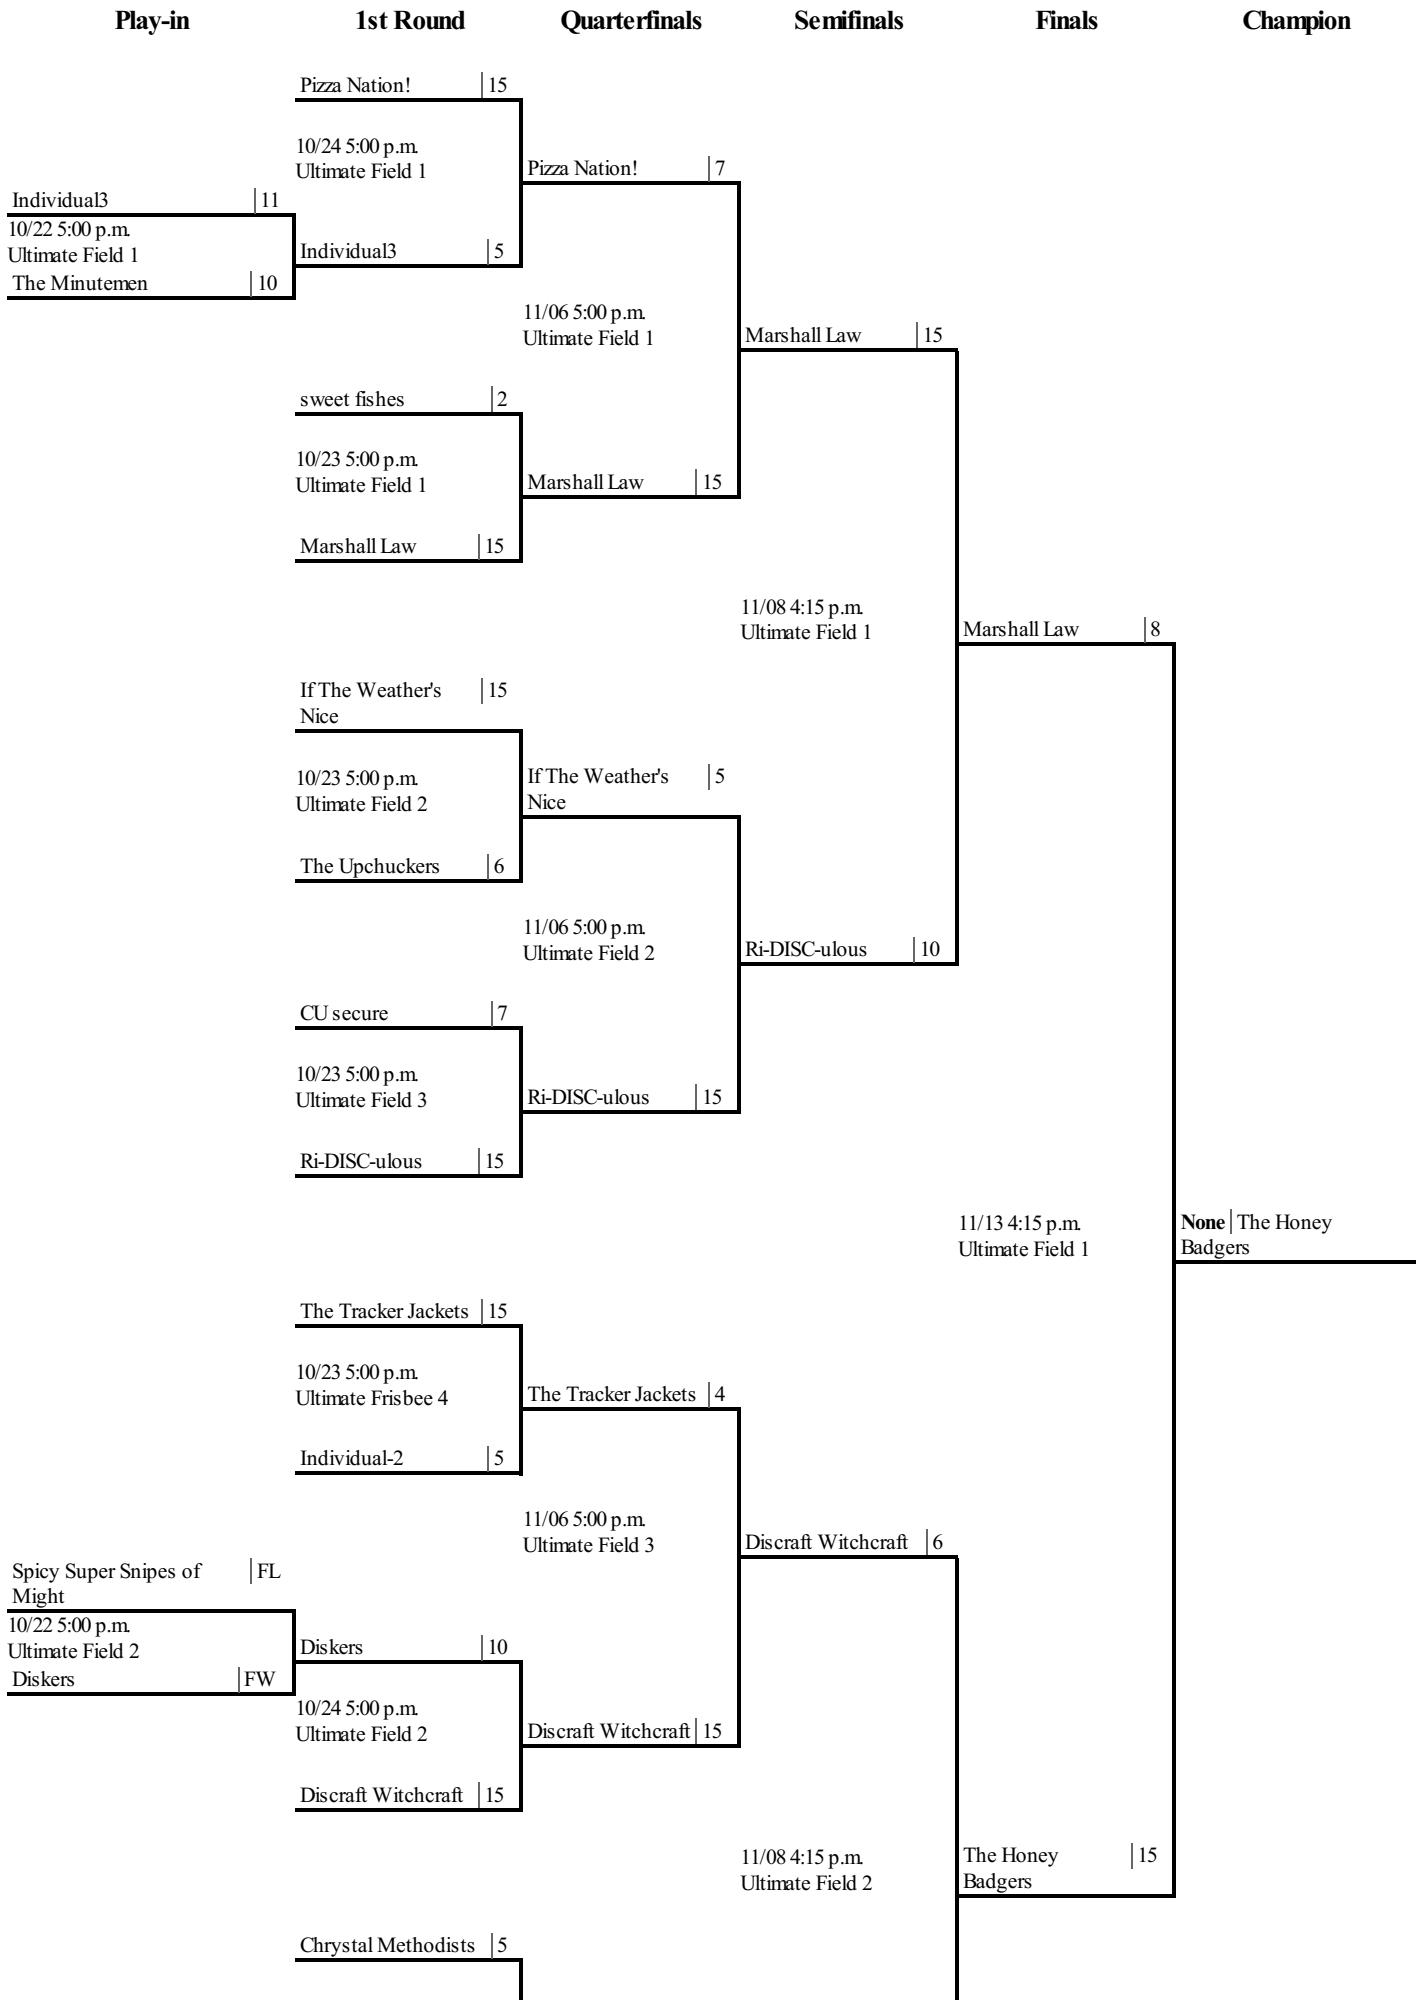 Play-in 1st Round Quarterfinals Semifinals Finals Champion
Pizza Nation! 15
10/24 5:00 p.m.
Ultimate Field 1
Pizza Nation! 7
Individual3 11
10/22 5:00 p.m.
Ultimate Field 1
The Minutemen 10
Individual3 5
11/06 5:00 p.m.
Ultimate Field 1
Marshall Law 15
sweet fishes 2
10/23 5:00 p.m.
Ultimate Field 1
Marshall Law 15
Marshall Law 15
11/08 4:15 p.m.
Ultimate Field 1
Marshall Law 8
If The Weather's 15
Nice
10/23 5:00 p.m.
Ultimate Field 2
If The Weather's 5
Nice
The Upchuckers 6
11/06 5:00 p.m.
Ultimate Field 2
Ri-DISC-ulous 10
CU secure 7
10/23 5:00 p.m.
Ultimate Field 3
Ri-DISC-ulous 15
Ri-DISC-ulous 15
11/13 4:15 p.m.
Ultimate Field 1
None The Honey
Badgers
The Tracker Jackets 15
10/23 5:00 p.m.
Ultimate Frisbee 4
The Tracker Jackets 4
Individual-2 5
11/06 5:00 p.m.
Ultimate Field 3
Discraft Witchcraft 6
Spicy Super Snipes of FL
Might
10/22 5:00 p.m.
Ultimate Field 2
Diskers FW
Diskers 10
10/24 5:00 p.m.
Ultimate Field 2
Discraft Witchcraft 15
Discraft Witchcraft 15
11/08 4:15 p.m.
Ultimate Field 2
The Honey 15
Badgers
Chrystal Methodists 5